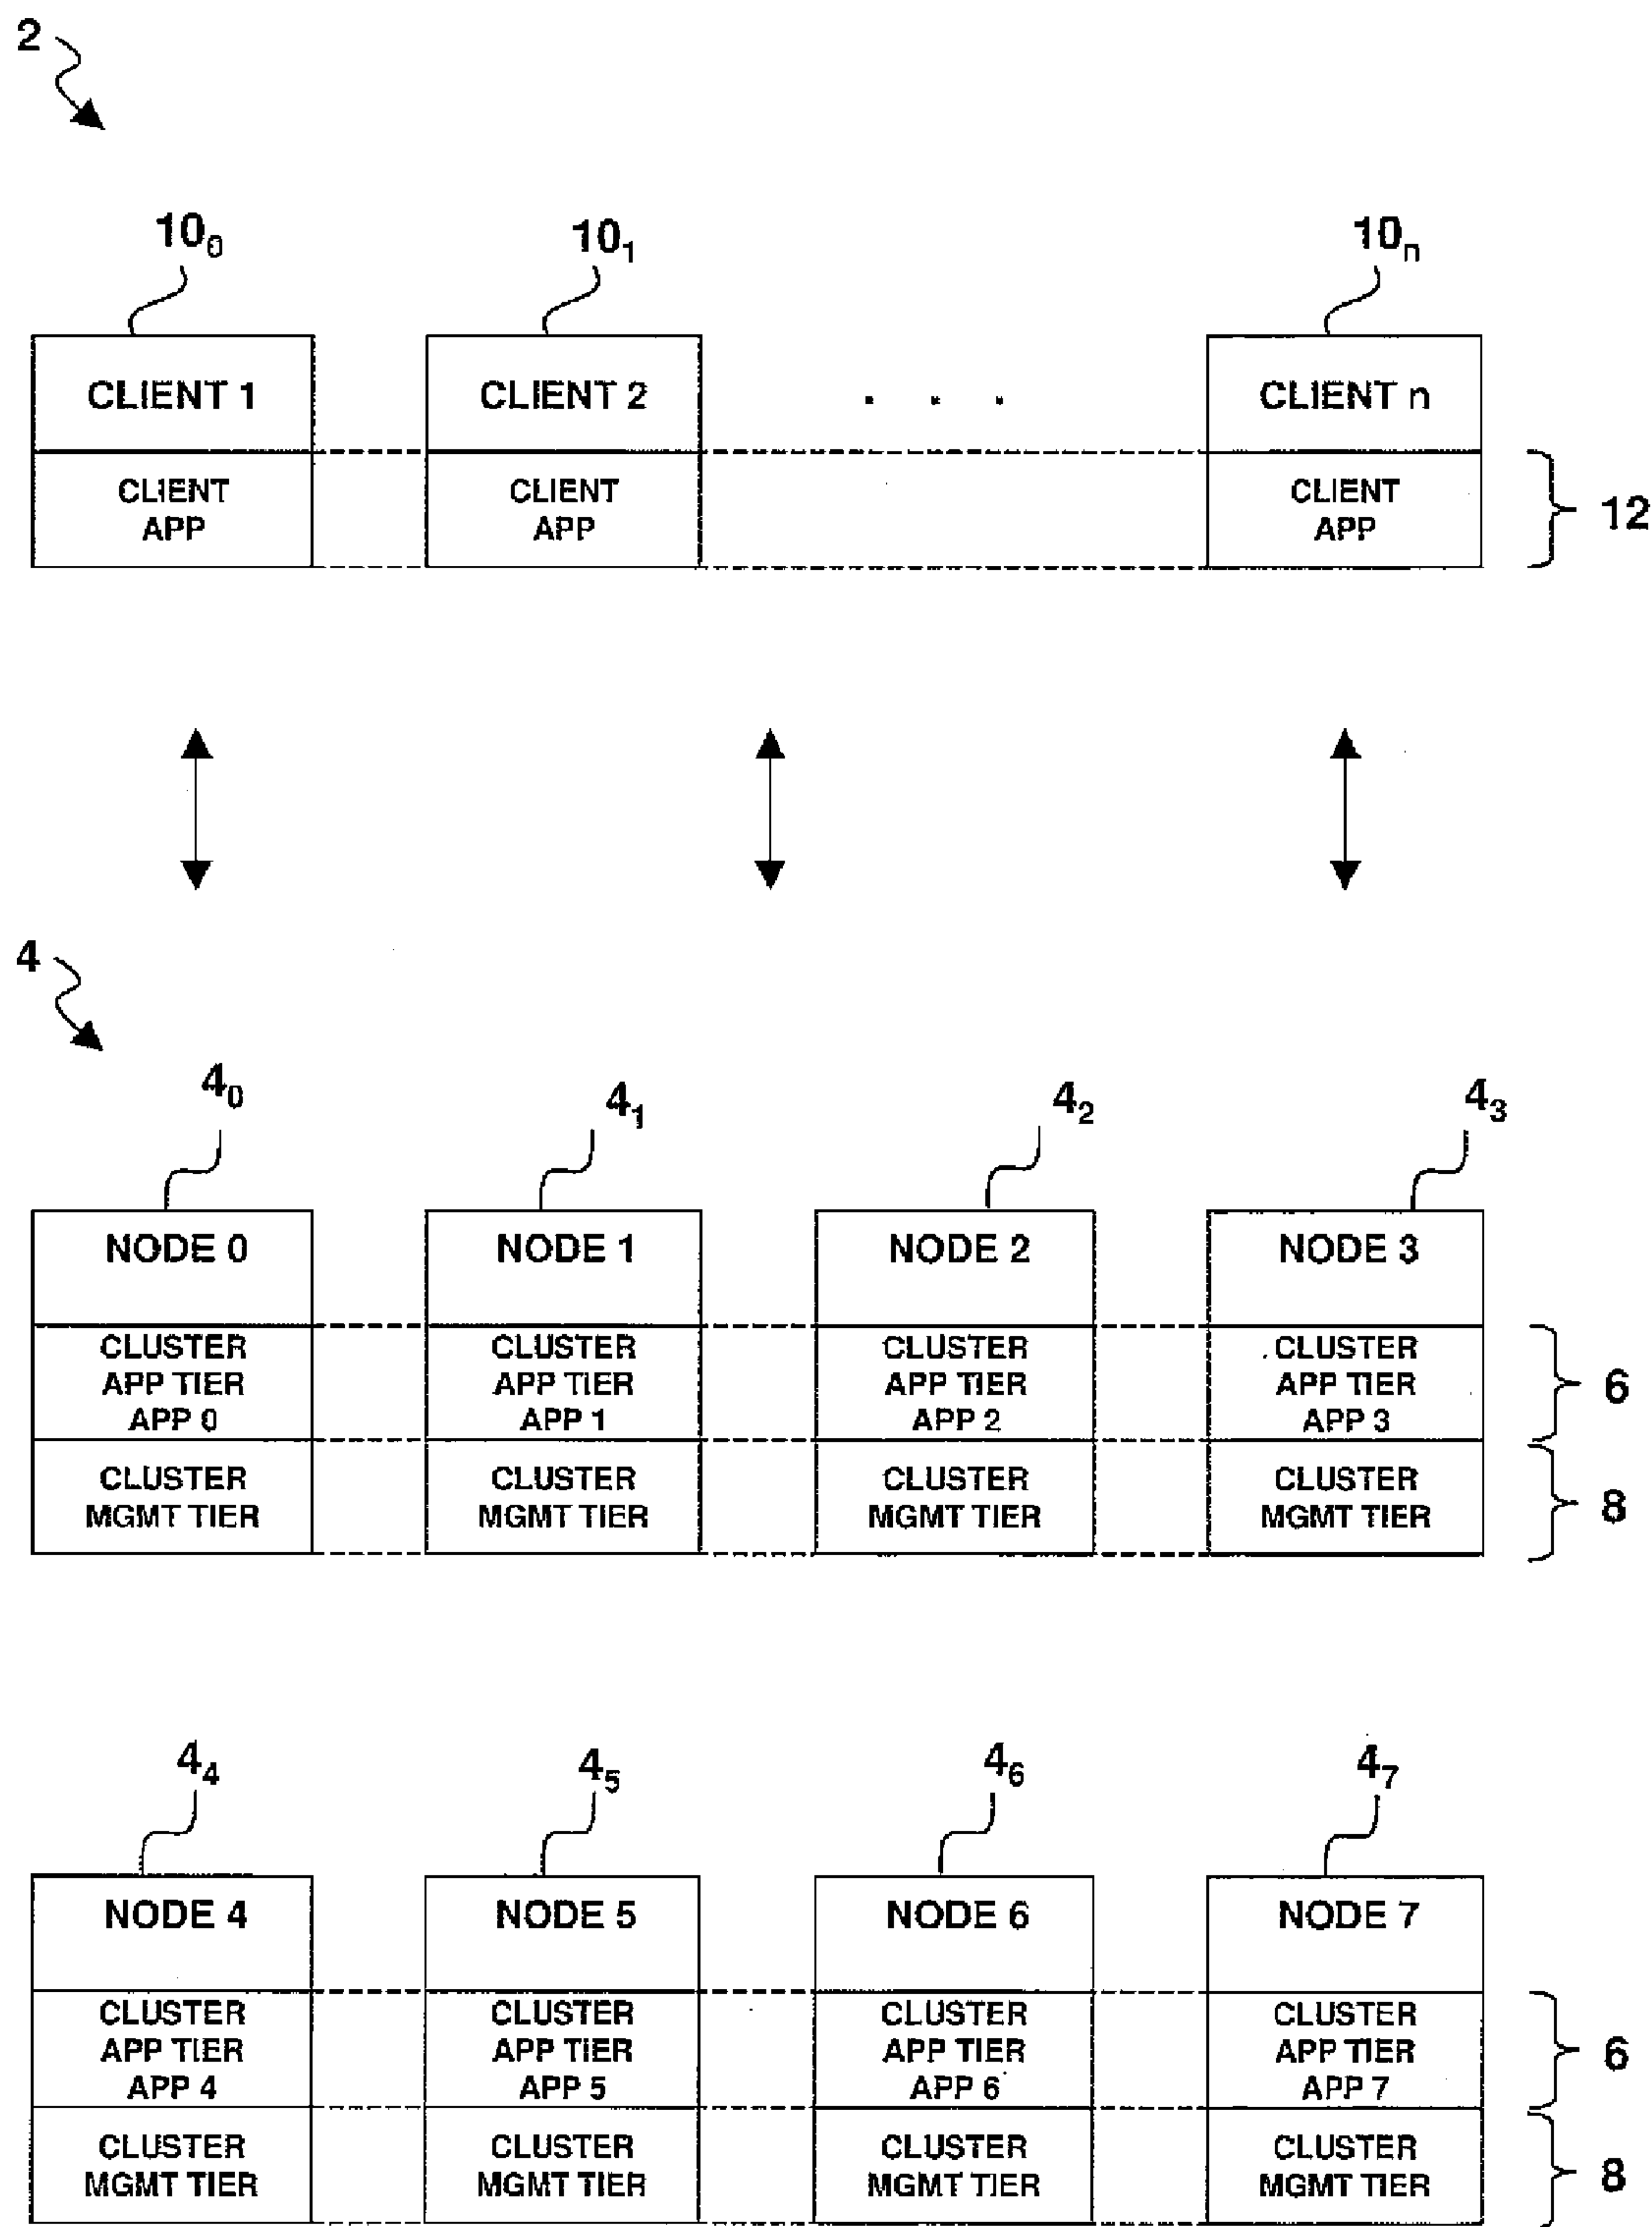 2
10₀ 10₁ 10ₙ
CLIENT 1 CLIENT 2 . . . CLIENT n
CLIENT APP CLIENT APP CLIENT APP 12
4
4₀ 4₁ 4₂ 4₃
NODE 0 NODE 1 NODE 2 NODE 3
CLUSTER CLUSTER CLUSTER CLUSTER
APP TIER APP TIER APP TIER APP TIER 6
APP 0 APP 1 APP 2 APP 3
CLUSTER CLUSTER CLUSTER CLUSTER
MGMT TIER MGMT TIER MGMT TIER MGMT TIER 8
4₄ 4₅ 4₆ 4₇
NODE 4 NODE 5 NODE 6 NODE 7
CLUSTER CLUSTER CLUSTER CLUSTER
APP TIER APP TIER APP TIER APP TIER 6
APP 4 APP 5 APP 6 APP 7
CLUSTER CLUSTER CLUSTER CLUSTER
MGMT TIER MGMT TIER MGMT TIER MGMT TIER 8